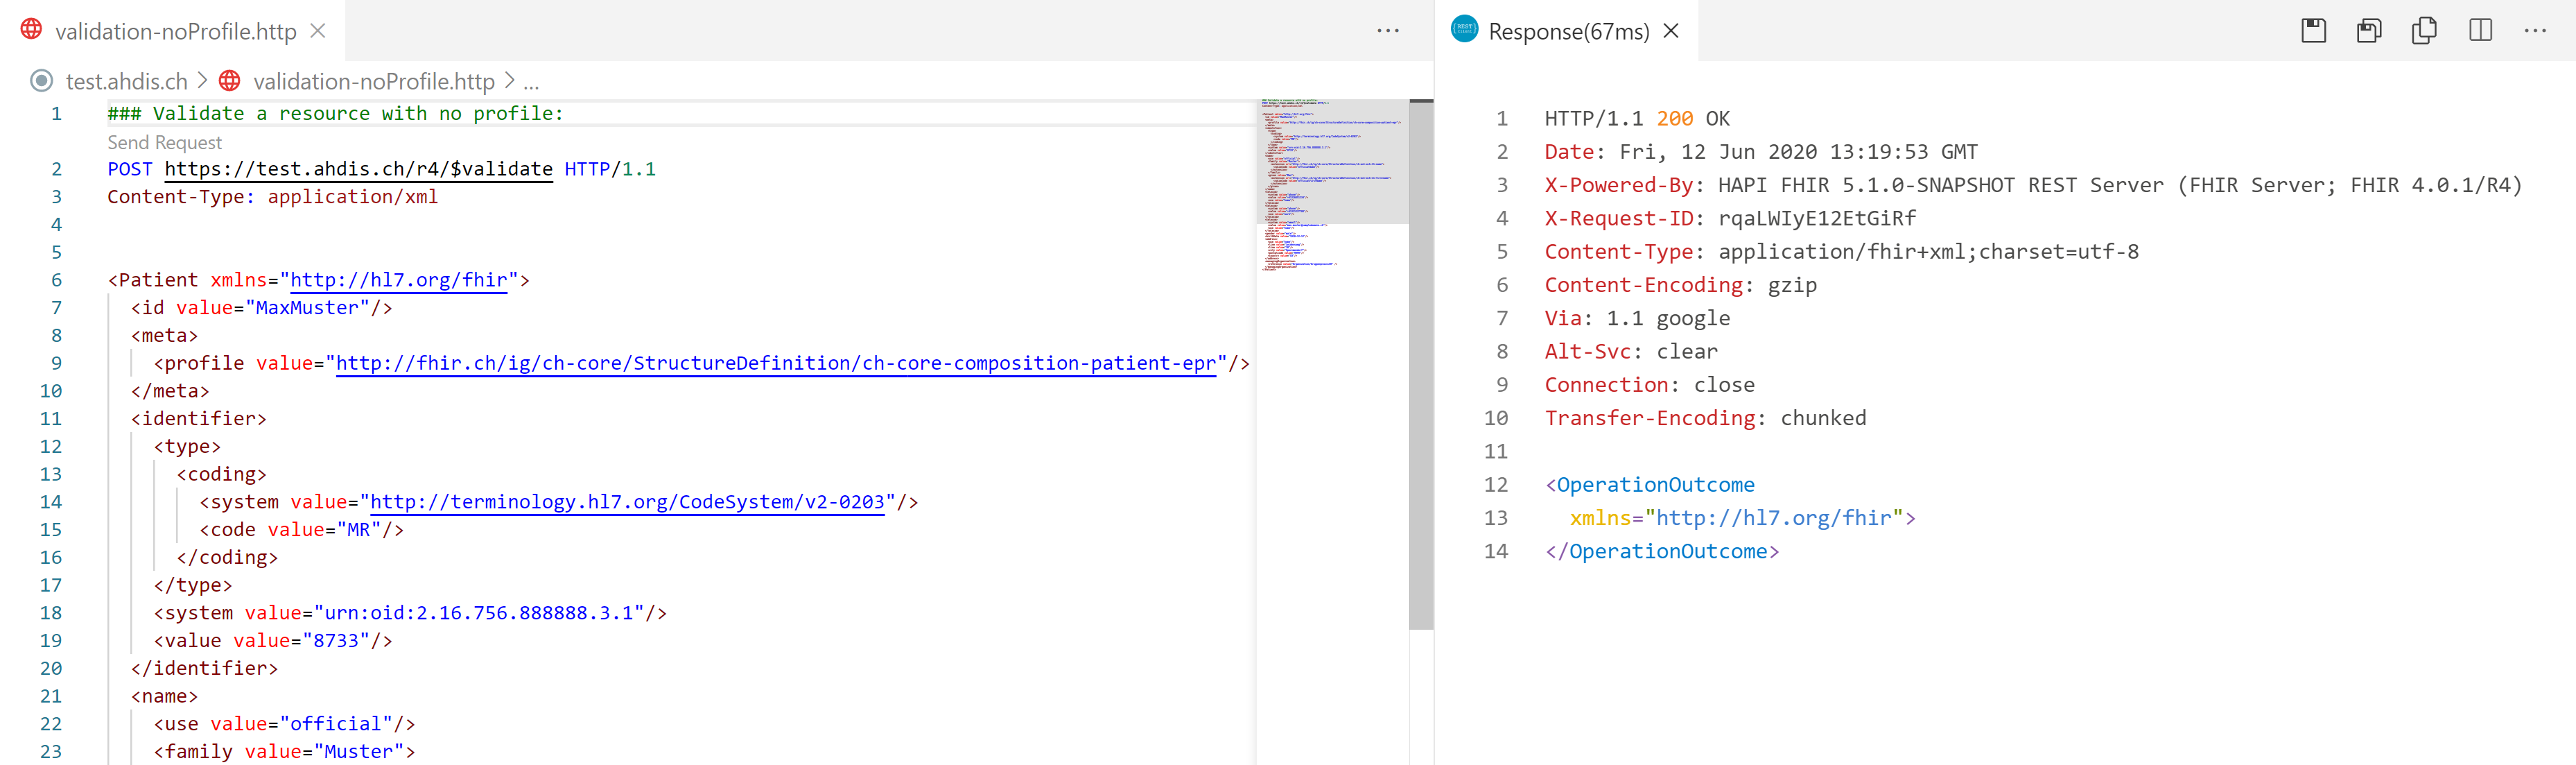 validation-noProfile.http
test.ahdis.ch > validation-noProfile.http > ...
1 ### Validate a resource with no profile:
Send Request
2 POST https://test.ahdis.ch/r4/$validate HTTP/1.1
3 Content-Type: application/xml
4
5
6 <Patient xmlns="http://hl7.org/fhir">
7 <id value="MaxMuster"/>
8 <meta>
9 <profile value="http://fhir.ch/ig/ch-core/StructureDefinition/ch-core-composition-patient-epr"/>
10 </meta>
11 <identifier>
12 <type>
13 <coding>
14 <system value="http://terminology.hl7.org/CodeSystem/v2-0203"/>
15 <code value="MR"/>
16 </coding>
17 </type>
18 <system value="urn:oid:2.16.756.888888.3.1"/>
19 <value value="8733"/>
20 </identifier>
21 <name>
22 <use value="official"/>
23 <family value="Muster">
Response(67ms)
1 HTTP/1.1 200 OK
2 Date: Fri, 12 Jun 2020 13:19:53 GMT
3 X-Powered-By: HAPI FHIR 5.1.0-SNAPSHOT REST Server (FHIR Server; FHIR 4.0.1/R4)
4 X-Request-ID: rqaLWIyE12EtGiRf
5 Content-Type: application/fhir+xml;charset=utf-8
6 Content-Encoding: gzip
7 Via: 1.1 google
8 Alt-Svc: clear
9 Connection: close
10 Transfer-Encoding: chunked
11
12 <OperationOutcome
13 xmlns="http://hl7.org/fhir">
14 </OperationOutcome>